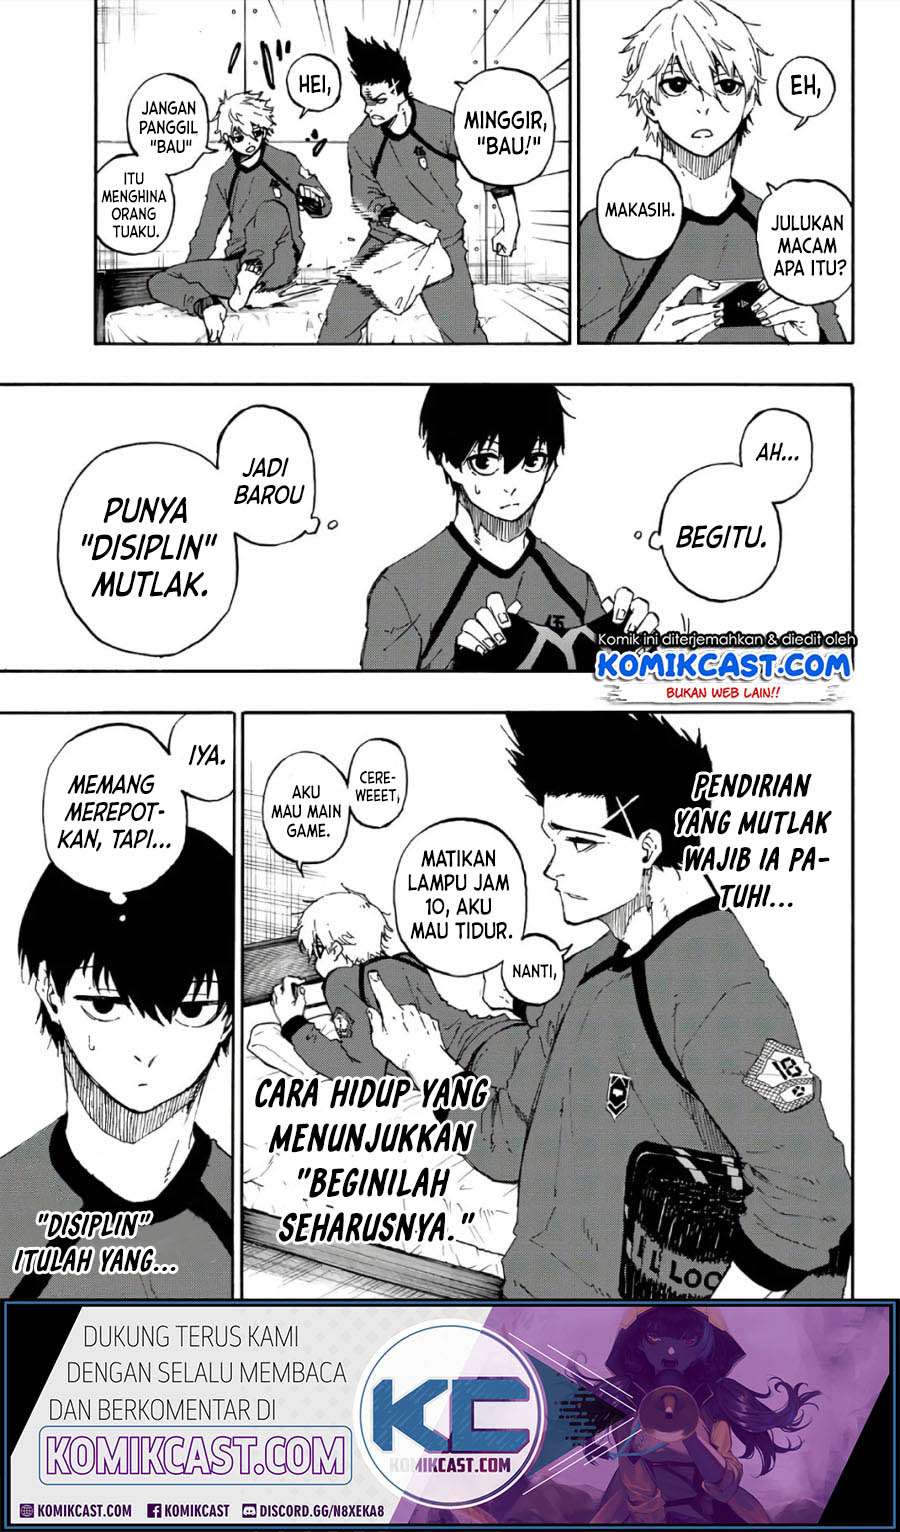 EH,
MAKASIH.
JULUKAN
MACAM
APA ITU?
MINGGIR,
"BAU!"
HEI,
JANGAN
PANGGIL
"BAU"
ITU
MENGHINA
ORANG
TUAKU.
AH...
BEGITU.
JADI
BAROU
PUNYA
"DISIPLIN"
MUTLAK.
伍
Komik ini diterjemahkan & diedit oleh
KOMIKCAST.COM
BUKAN WEB LAIN!!
PENDIRIAN
YANG MUTLAK
WAJIB IA PA-
TUHI...
CERE-
WEEET,
AKU
MAU MAIN
GAME.
MATIKAN
LAMPU JAM
10, AKU
MAU TIDUR.
NANTI,
18
CARA HIDUP YANG
MENUNJUKKAN
"BEGINILAH
SEHARUSNYA."
LOC
IYA.
MEMANG
MEREPOT-
KAN, TAPI...
"DISIPLIN"
ITULAH YANG...
DUKUNG TERUS KAMI
DENGAN SELALU MEMBACA
DAN BERKOMENTAR DI
KOMIKCAST.COM
KC
KOMIKCAST.COM
KOMIKCAST.COM
KOMIKCAST
DISCORD.GG/N8XEKA8